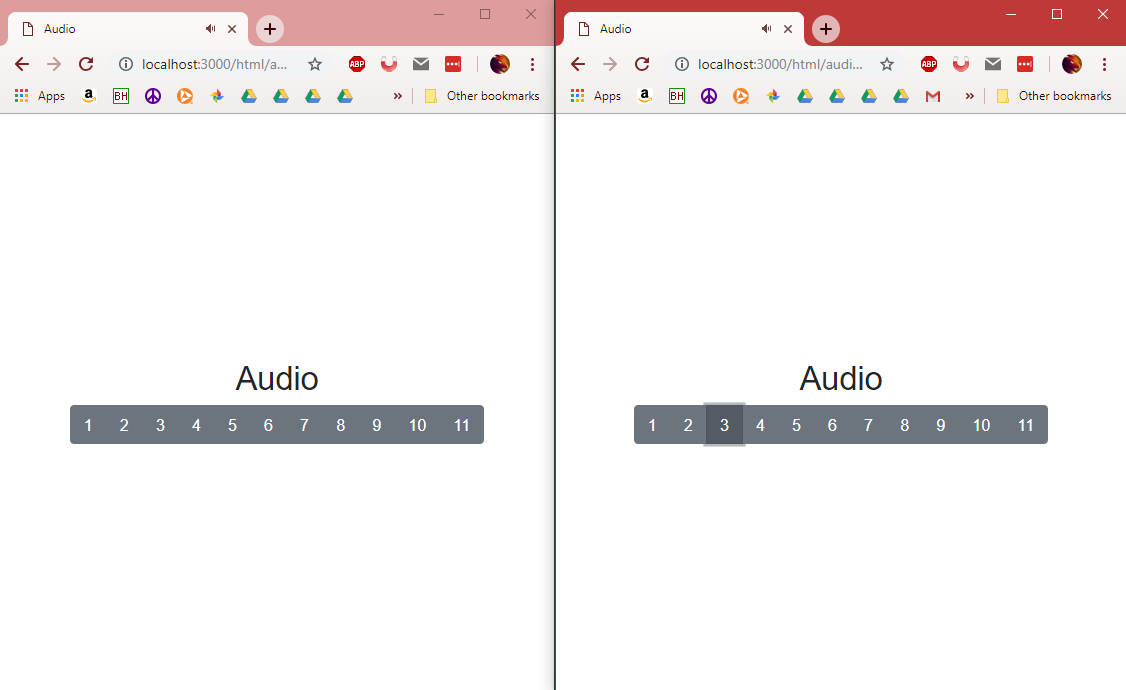 Audio
localhost:3000/html/a...
ABP
Apps
a
BH
»
Other bookmarks
Audio
1 2 3 4 5 6 7 8 9 10 11
Audio
localhost:3000/html/audi...
ABP
Apps
a
BH
»
Other bookmarks
Audio
1 2 3 4 5 6 7 8 9 10 11